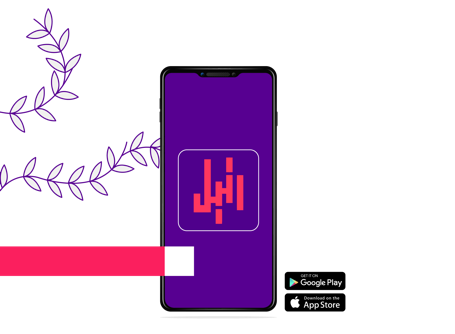 GET IT ON
Google Play
Download on the
App Store